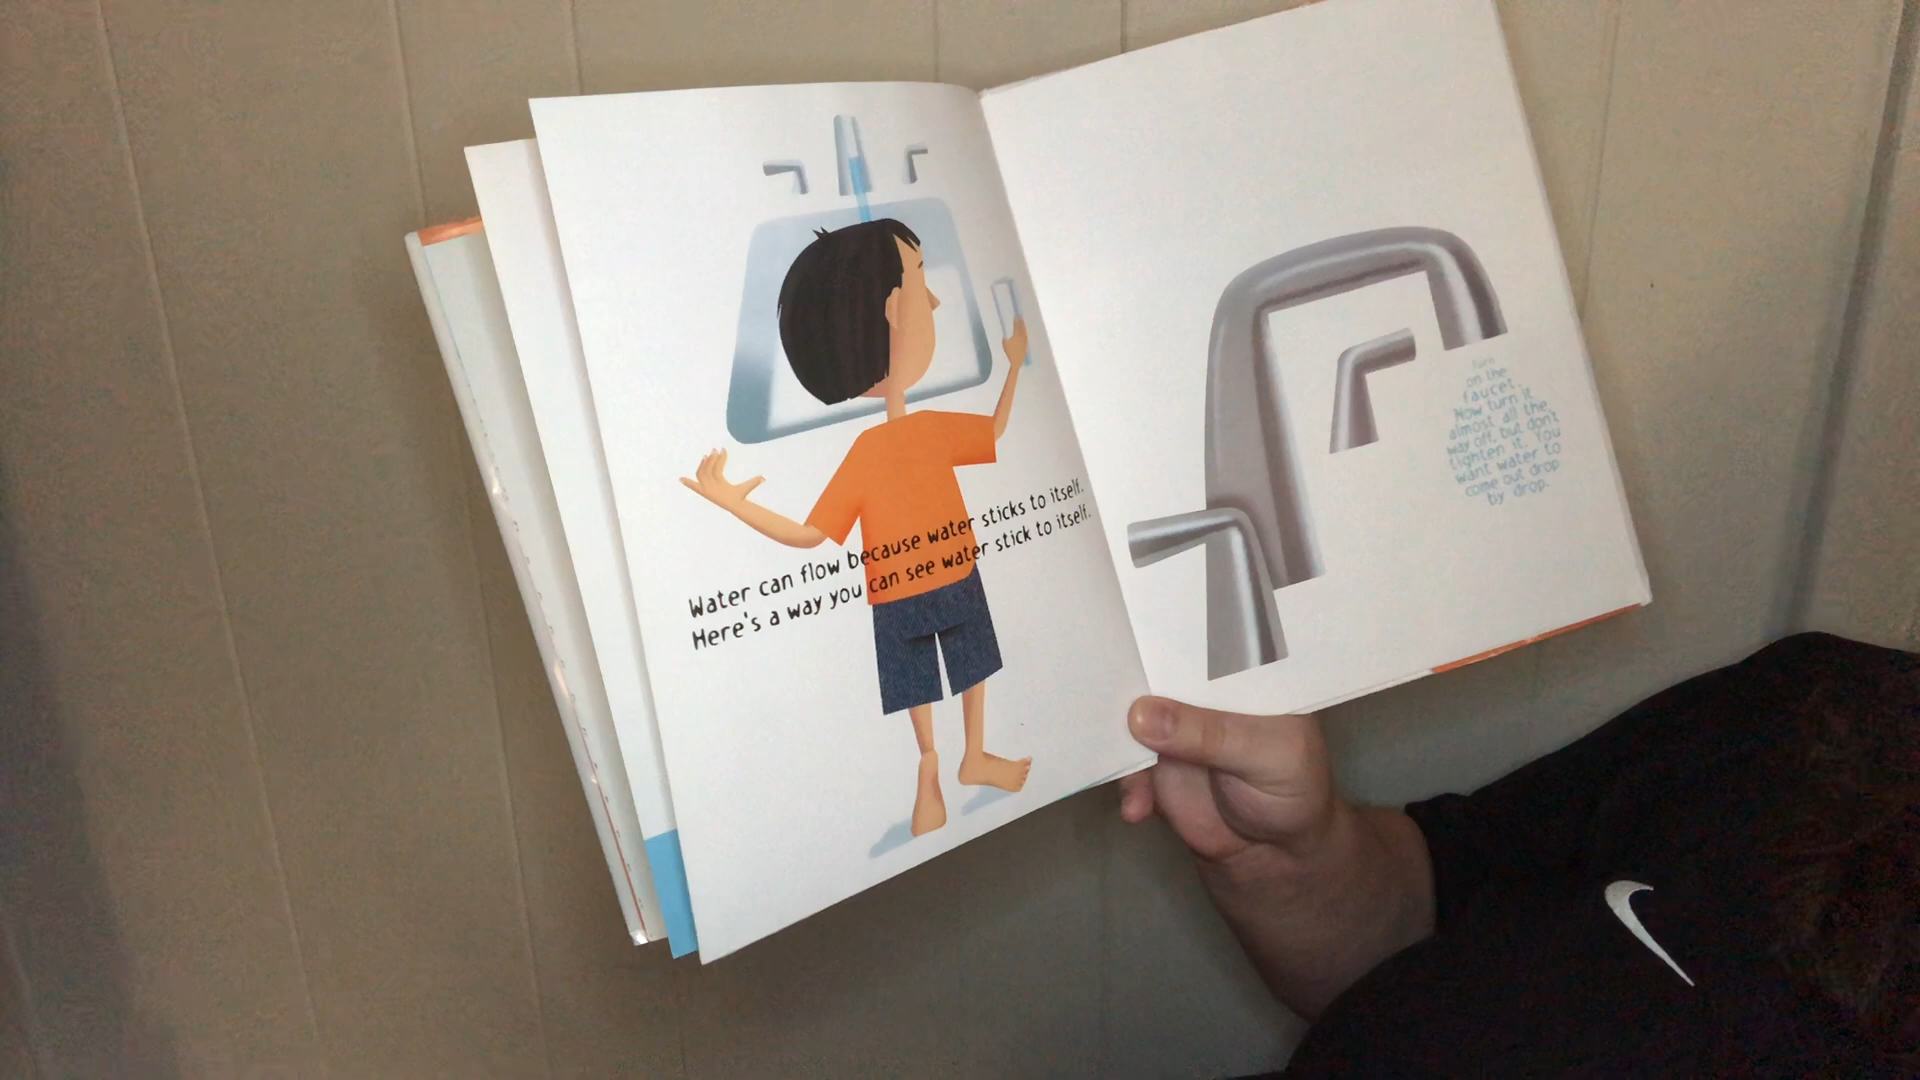 Water can flow because water sticks to itself.
Here's a way you can see water stick to itself.
Turn
on the
faucet.
Now turn it
almost all the
way off, but don't
tighten it. You
want water to
come out drop
by drop.